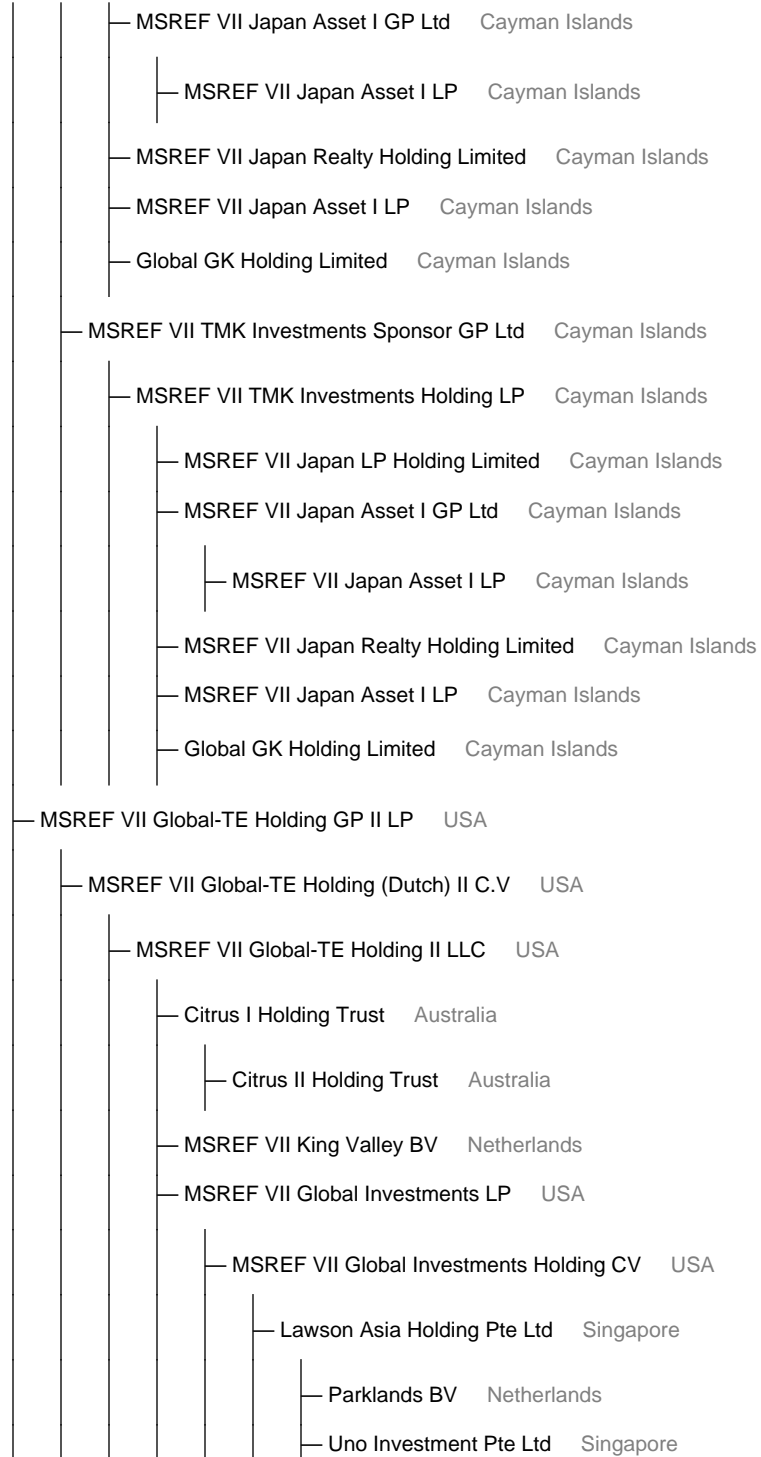 MSREF VII Japan Asset I GP Ltd Cayman Islands
MSREF VII Japan Asset I LP Cayman Islands
MSREF VII Japan Realty Holding Limited Cayman Islands
MSREF VII Japan Asset I LP Cayman Islands
Global GK Holding Limited Cayman Islands
MSREF VII TMK Investments Sponsor GP Ltd Cayman Islands
MSREF VII TMK Investments Holding LP Cayman Islands
MSREF VII Japan LP Holding Limited Cayman Islands
MSREF VII Japan Asset I GP Ltd Cayman Islands
MSREF VII Japan Asset I LP Cayman Islands
MSREF VII Japan Realty Holding Limited Cayman Islands
MSREF VII Japan Asset I LP Cayman Islands
Global GK Holding Limited Cayman Islands
MSREF VII Global-TE Holding GP II LP USA
MSREF VII Global-TE Holding (Dutch) II C.V USA
MSREF VII Global-TE Holding II LLC USA
Citrus I Holding Trust Australia
Citrus II Holding Trust Australia
MSREF VII King Valley BV Netherlands
MSREF VII Global Investments LP USA
MSREF VII Global Investments Holding CV USA
Lawson Asia Holding Pte Ltd Singapore
Parklands BV Netherlands
Uno Investment Pte Ltd Singapore